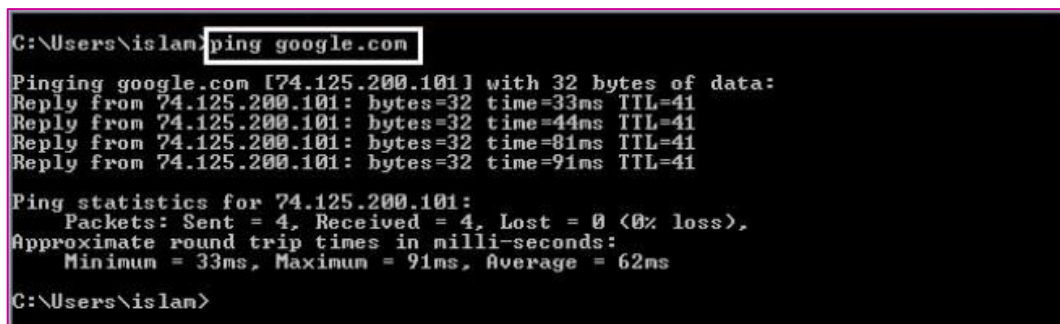 C:\Users\islam>ping google.com
Pinging google.com [74.125.200.101] with 32 bytes of data:
Reply from 74.125.200.101: bytes=32 time=33ms TTL=41
Reply from 74.125.200.101: bytes=32 time=44ms TTL=41
Reply from 74.125.200.101: bytes=32 time=81ms TTL=41
Reply from 74.125.200.101: bytes=32 time=91ms TTL=41
Ping statistics for 74.125.200.101:
Packets: Sent = 4, Received = 4, Lost = 0 (0% loss),
Approximate round trip times in milli-seconds:
Minimum = 33ms, Maximum = 91ms, Average = 62ms
C:\Users\islam>